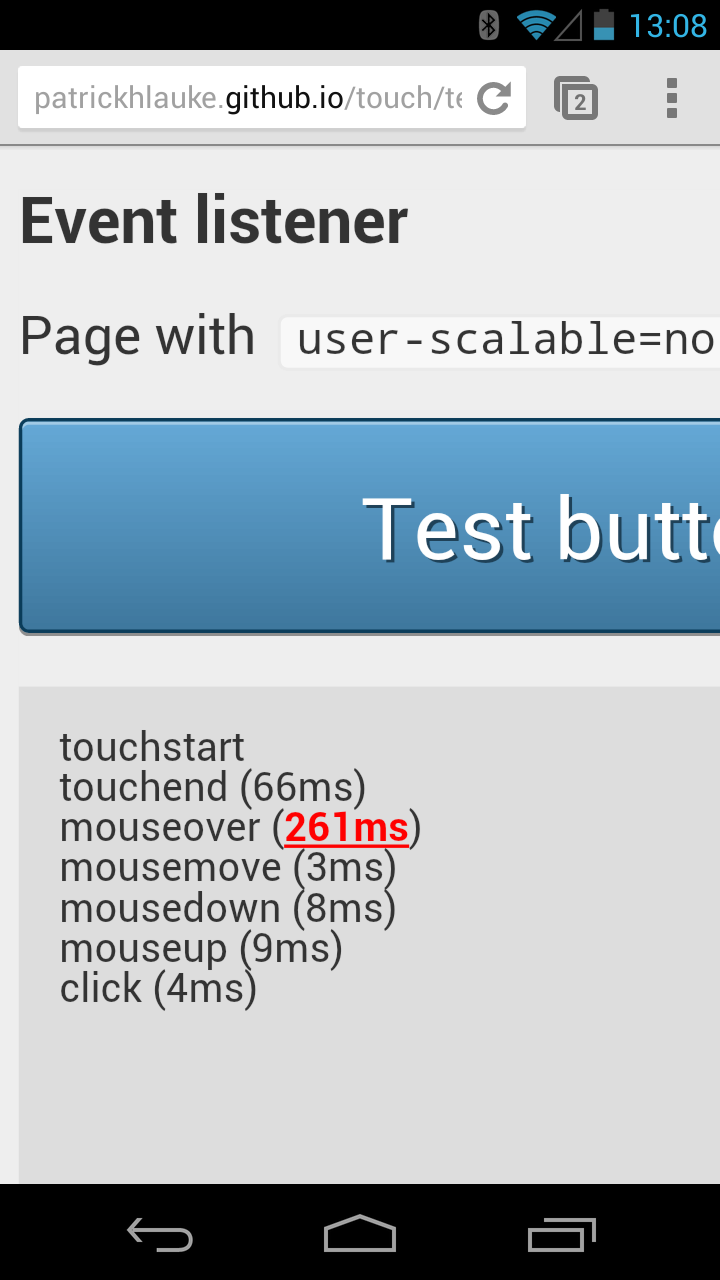 13:08
patrickhlauke.github.io/touch/te
2
Event listener
Page with user-scalable=no
Test butto
touchstart
touchend (66ms)
mouseover (261ms)
mousemove (3ms)
mousedown (8ms)
mouseup (9ms)
click (4ms)